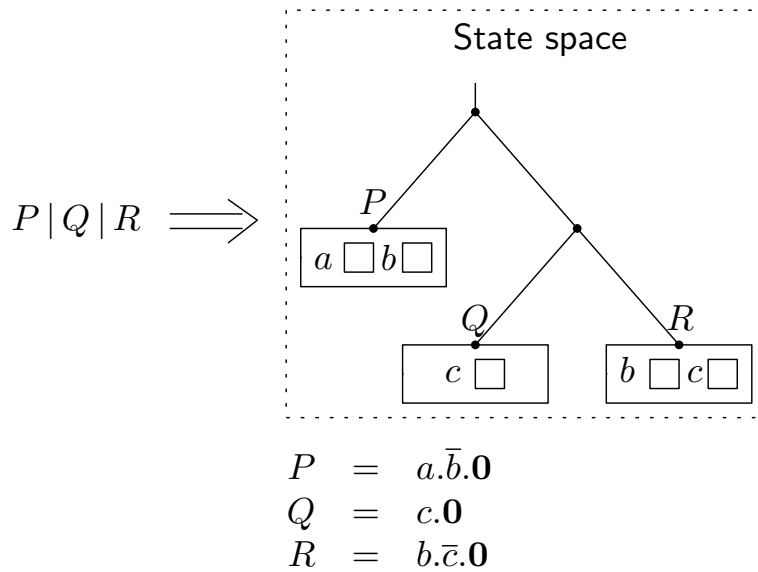 State space
P
P | Q | R
a b
Q R
c b c
P = a.b̅.0
Q = c.0
R = b.c̅.0